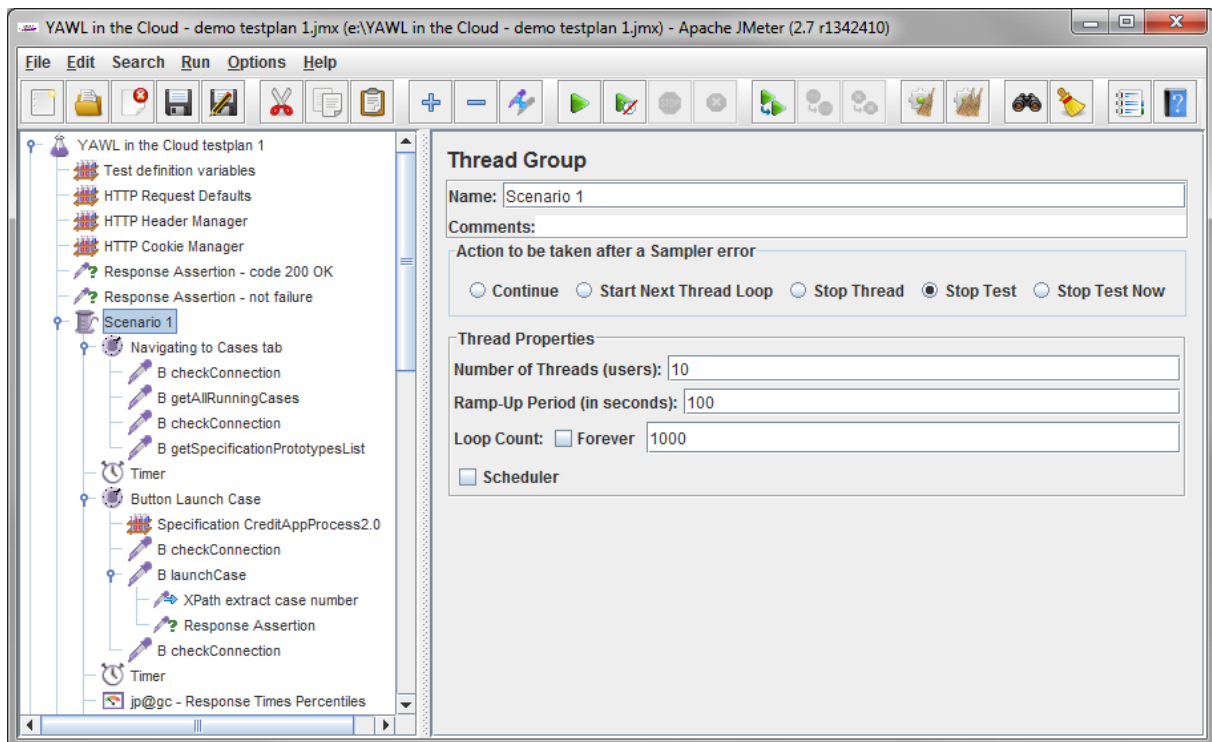 YAWL in the Cloud - demo testplan 1.jmx (e:\YAWL in the Cloud - demo testplan 1.jmx) - Apache JMeter (2.7 r1342410)
File Edit Search Run Options Help
YAWL in the Cloud testplan 1
Test definition variables
HTTP Request Defaults
HTTP Header Manager
HTTP Cookie Manager
Response Assertion - code 200 OK
Response Assertion - not failure
Scenario 1
Navigating to Cases tab
B checkConnection
B getAllRunningCases
B checkConnection
B getSpecificationPrototypesList
Timer
Button Launch Case
Specification CreditAppProcess2.0
B checkConnection
B launchCase
XPath extract case number
Response Assertion
B checkConnection
Timer
jp@gc - Response Times Percentiles
Thread Group
Name: Scenario 1
Comments:
Action to be taken after a Sampler error
Continue Start Next Thread Loop Stop Thread Stop Test Stop Test Now
Thread Properties
Number of Threads (users): 10
Ramp-Up Period (in seconds): 100
Loop Count: Forever 1000
Scheduler